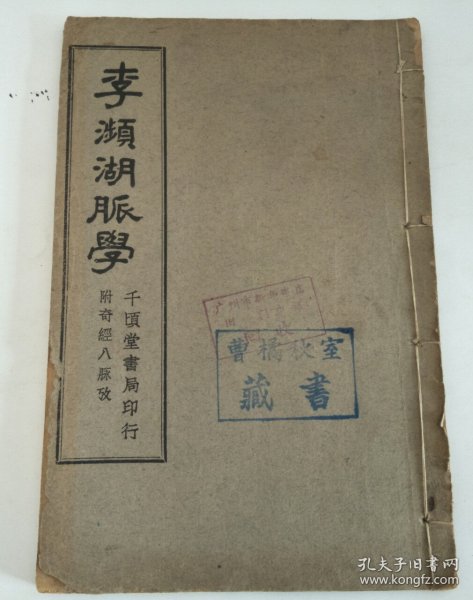 李瀕湖脈學
千頃堂書局印行
附奇經八脈攷
曹橘秋室
藏書
孔夫子旧书网
www.kongfz.com